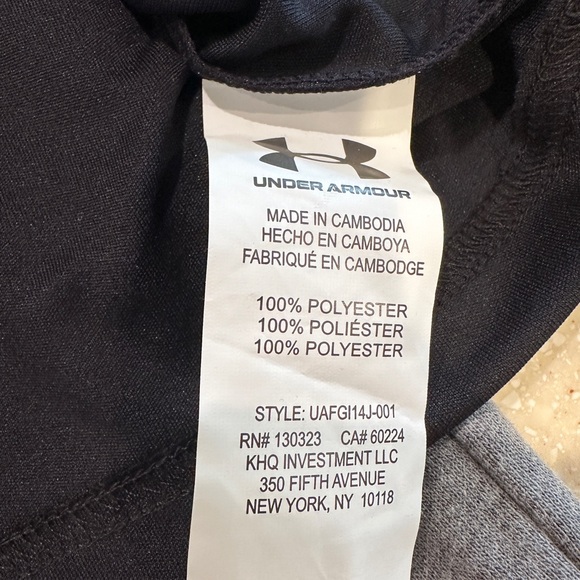 UNDER ARMOUR
MADE IN CAMBODIA
HECHO EN CAMBOYA
FABRIQUÉ EN CAMBODGE
100% POLYESTER
100% POLIÉSTER
100% POLYESTER
STYLE: UAFGI14J-001
RN# 130323 CA# 60224
KHQ INVESTMENT LLC
350 FIFTH AVENUE
NEW YORK, NY 10118